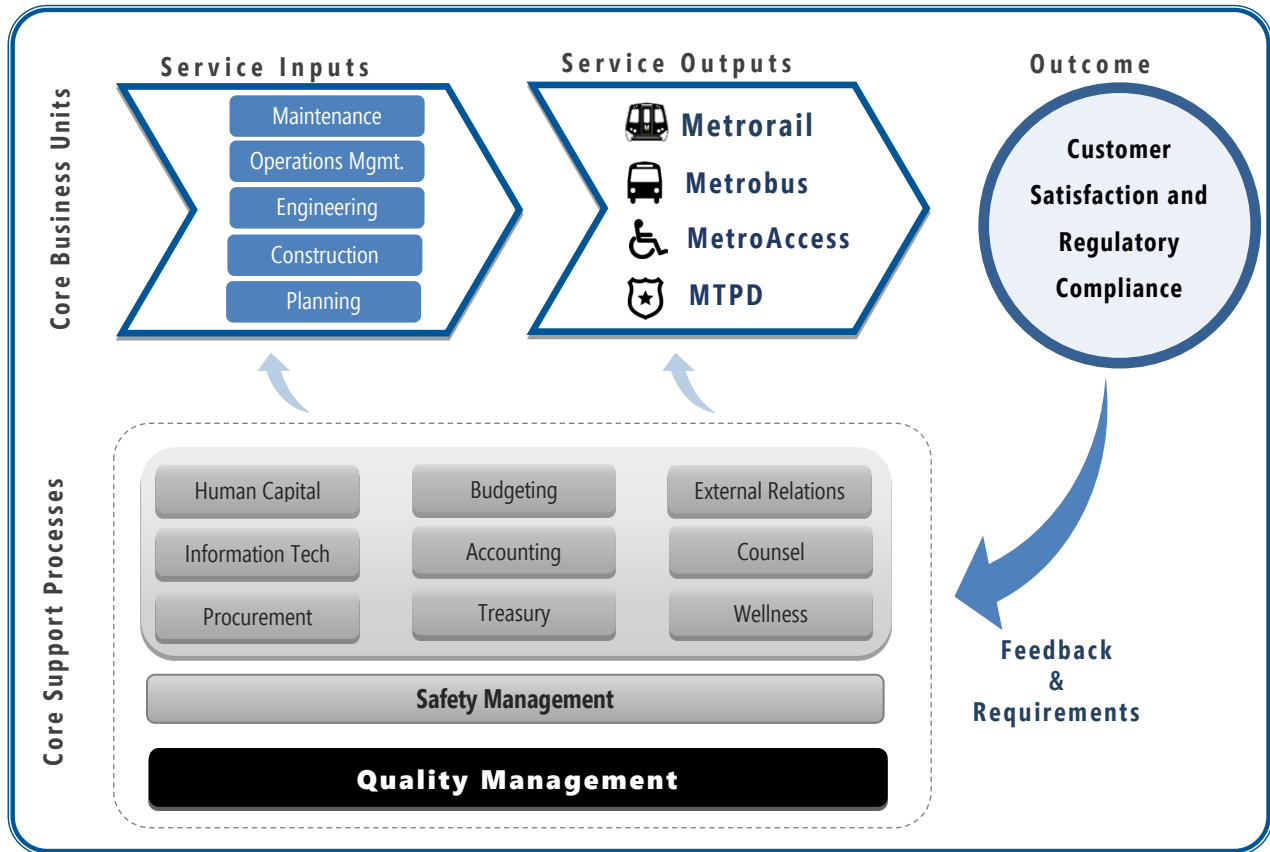 Core Business Units
Service Inputs
Maintenance
Operations Mgmt.
Engineering
Construction
Planning
Service Outputs
Metrorail
Metrobus
MetroAccess
MTPD
Outcome
Customer
Satisfaction and
Regulatory
Compliance
Core Support Processes
Human Capital
Budgeting
External Relations
Information Tech
Accounting
Counsel
Procurement
Treasury
Wellness
Safety Management
Quality Management
Feedback
&
Requirements